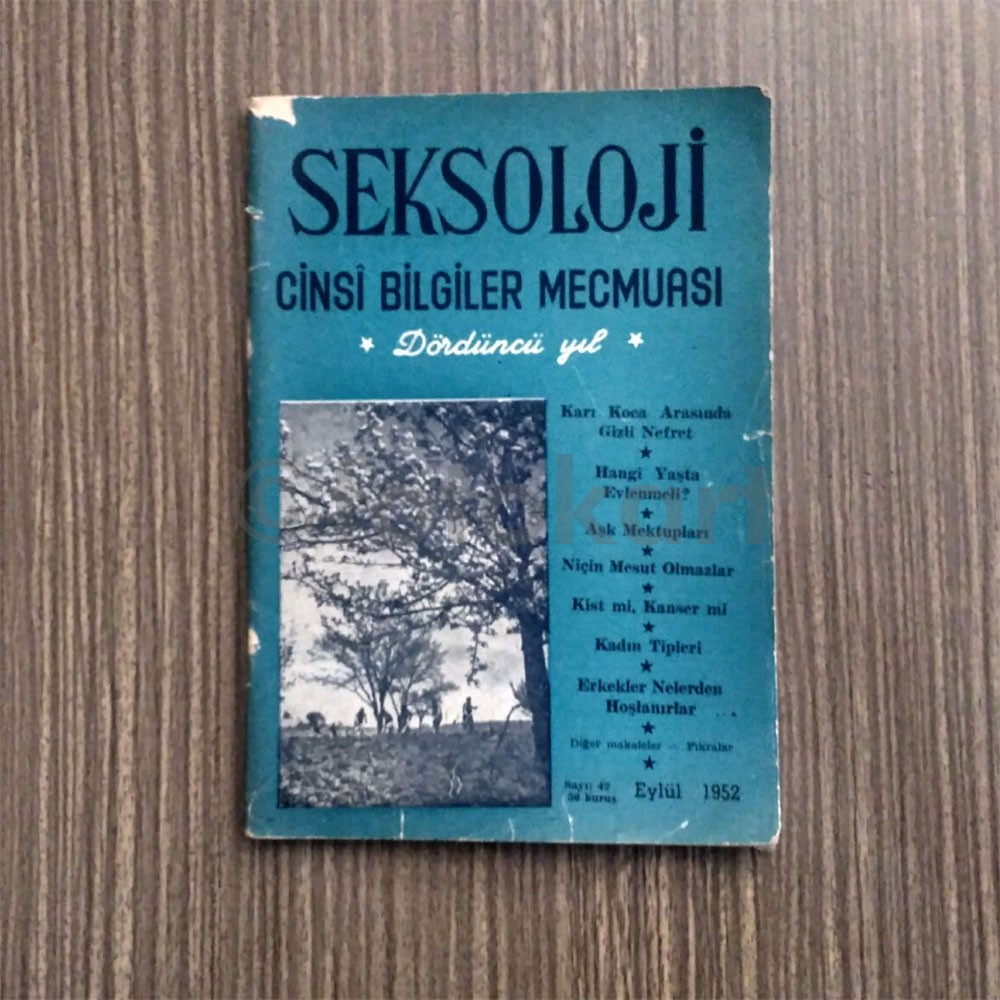 SEKSOLOJİ
CİNSÎ BİLGİLER MECMUASI
★ Dördüncü yıl ★
Karı Koca Arasında
Gizli Nefret
★
Hangi Yaşta
Evlenmeli?
★
Aşk Mektupları
★
Niçin Mesut Olmazlar
★
Kist mi, Kanser mi
★
Kadın Tipleri
★
Erkekler Nelerden
Hoşlanırlar ...
★
Diğer makaleler — Fıkralar
★
Sayı: 42
50 kuruş
Eylül 1952